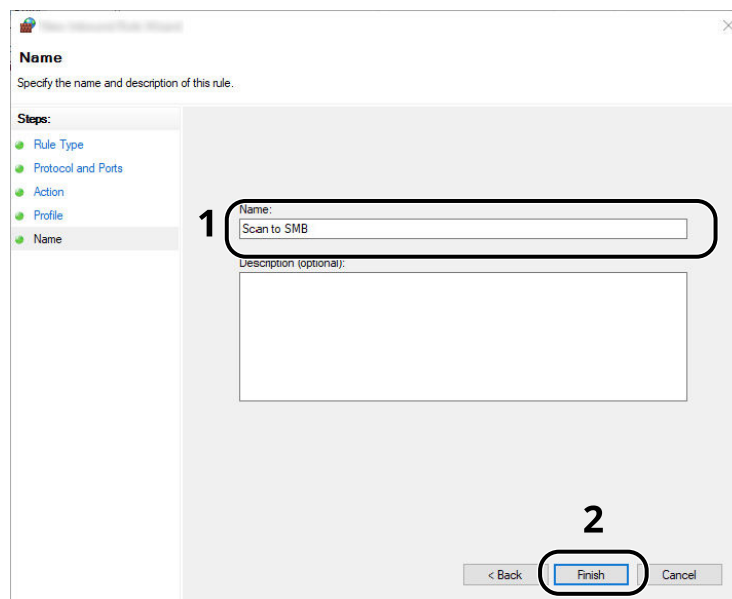 Name
Specify the name and description of this rule.
Steps:
Rule Type
Protocol and Ports
Action
Profile
Name
1
Name:
Scan to SMB
Description (optional):
2
< Back
Finish
Cancel